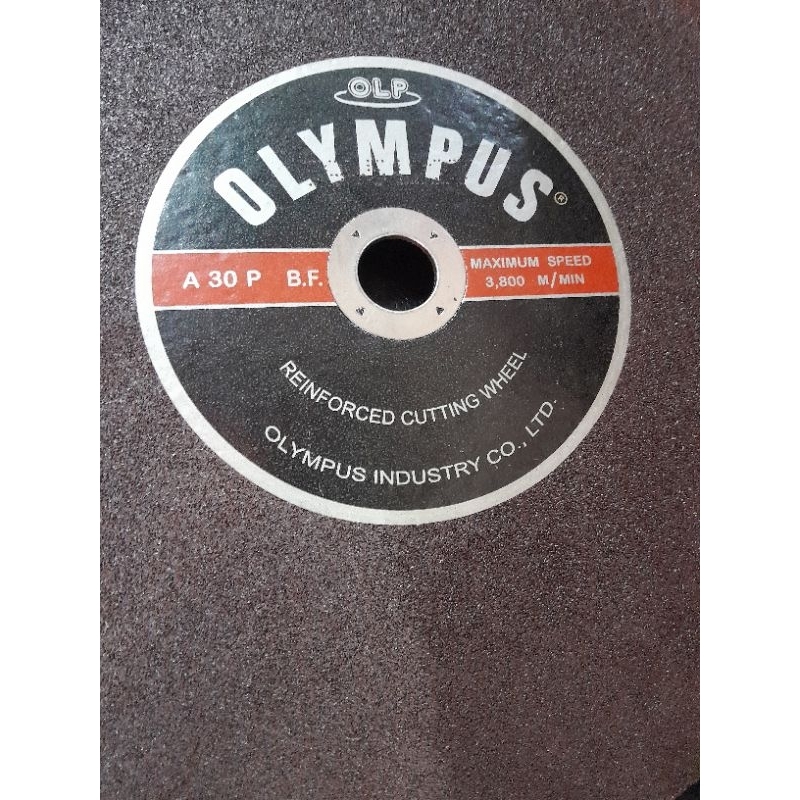 OLP
OLYMPUS®
A 30 P B.F.
MAXIMUM SPEED
3,800 M/MIN
REINFORCED CUTTING WHEEL
OLYMPUS INDUSTRY CO., LTD.